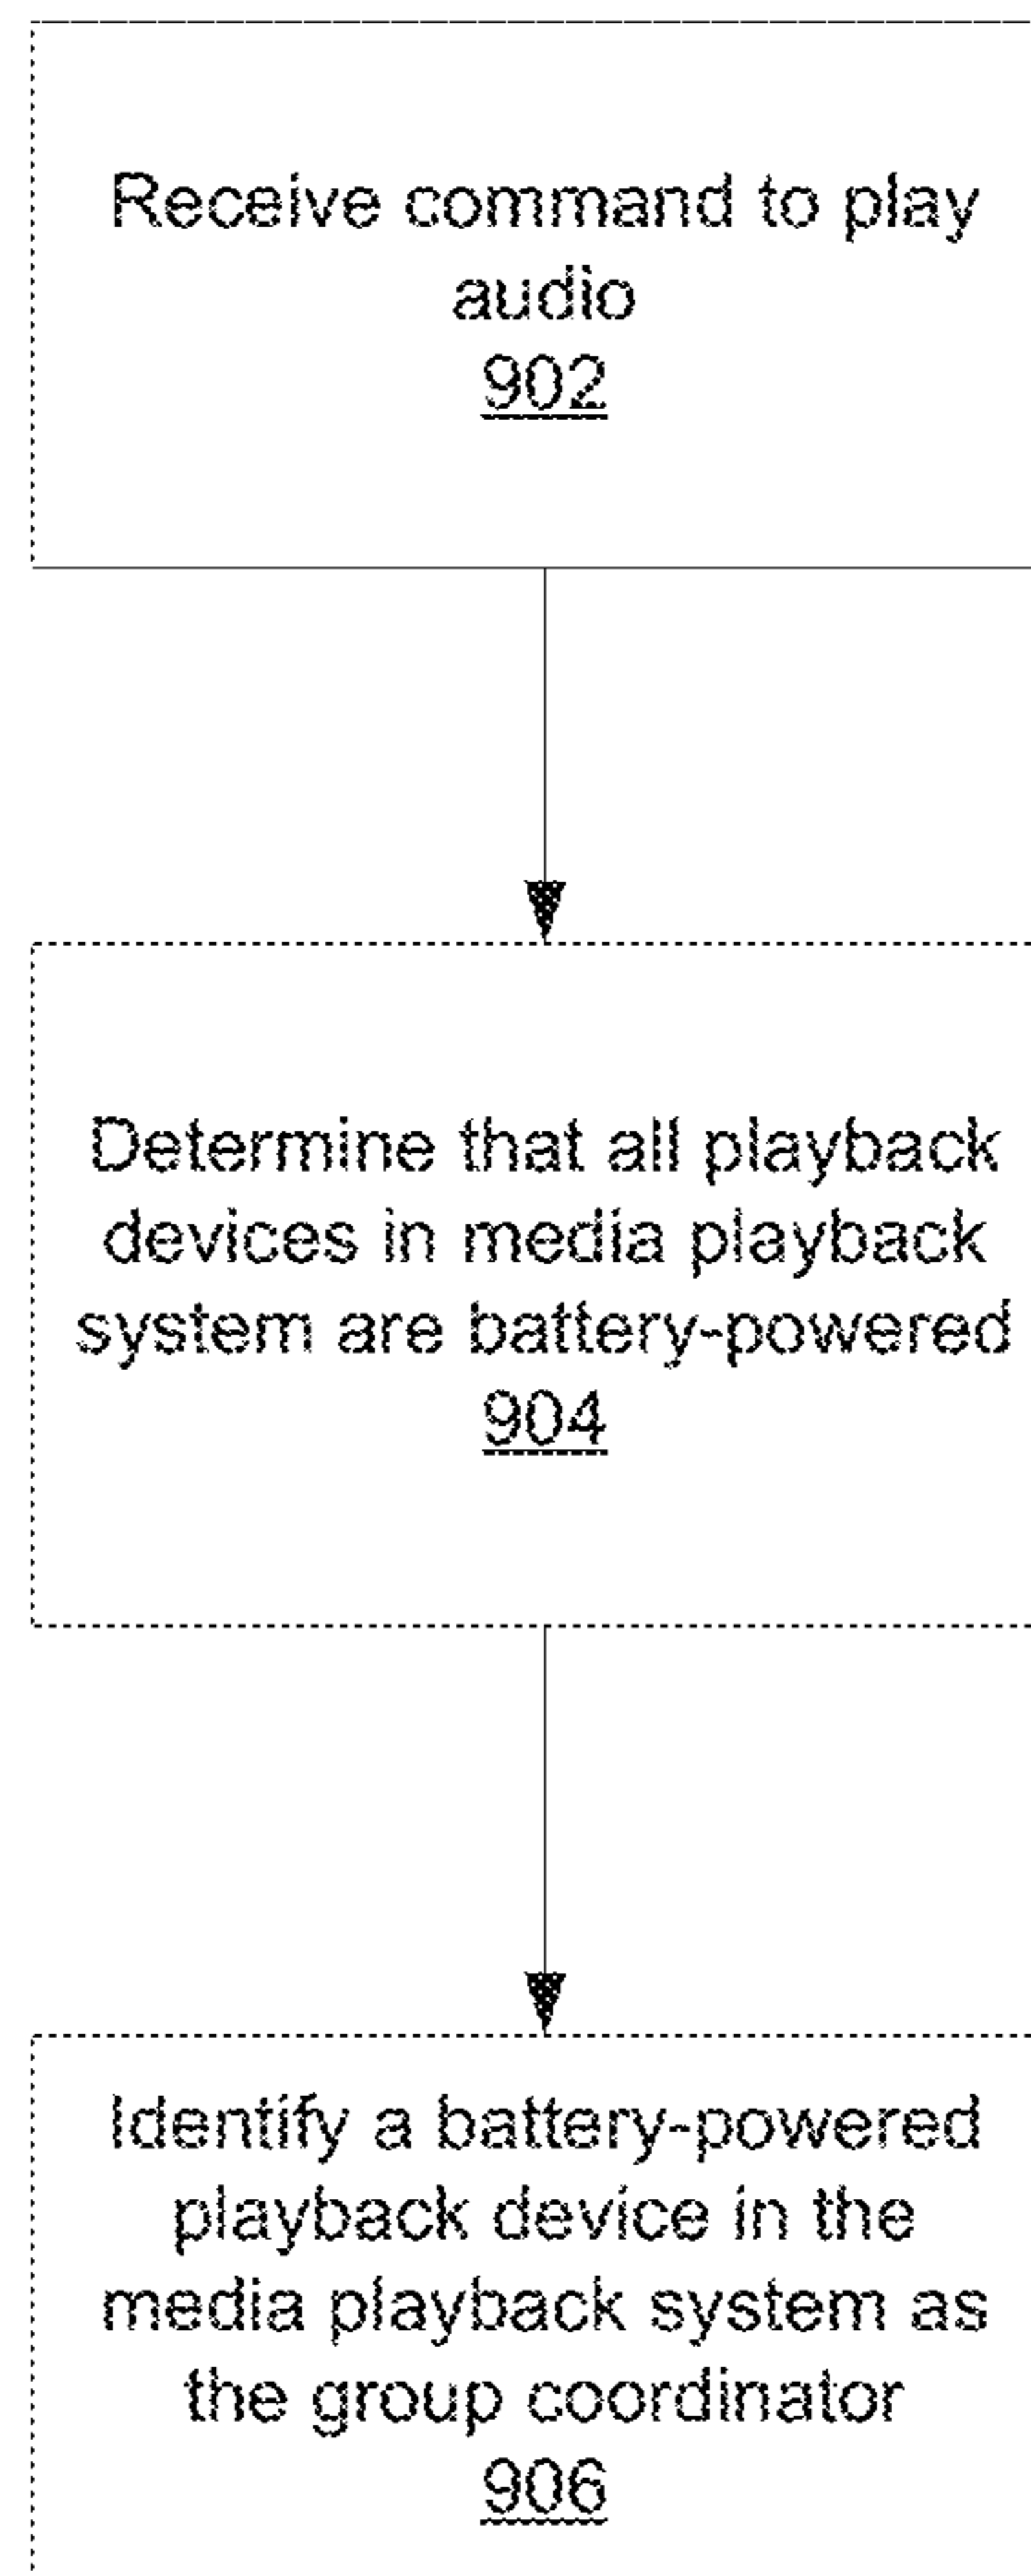 Receive command to play
audio
902
Determine that all playback
devices in media playback
system are battery-powered
904
Identify a battery-powered
playback device in the
media playback system as
the group coordinator
906